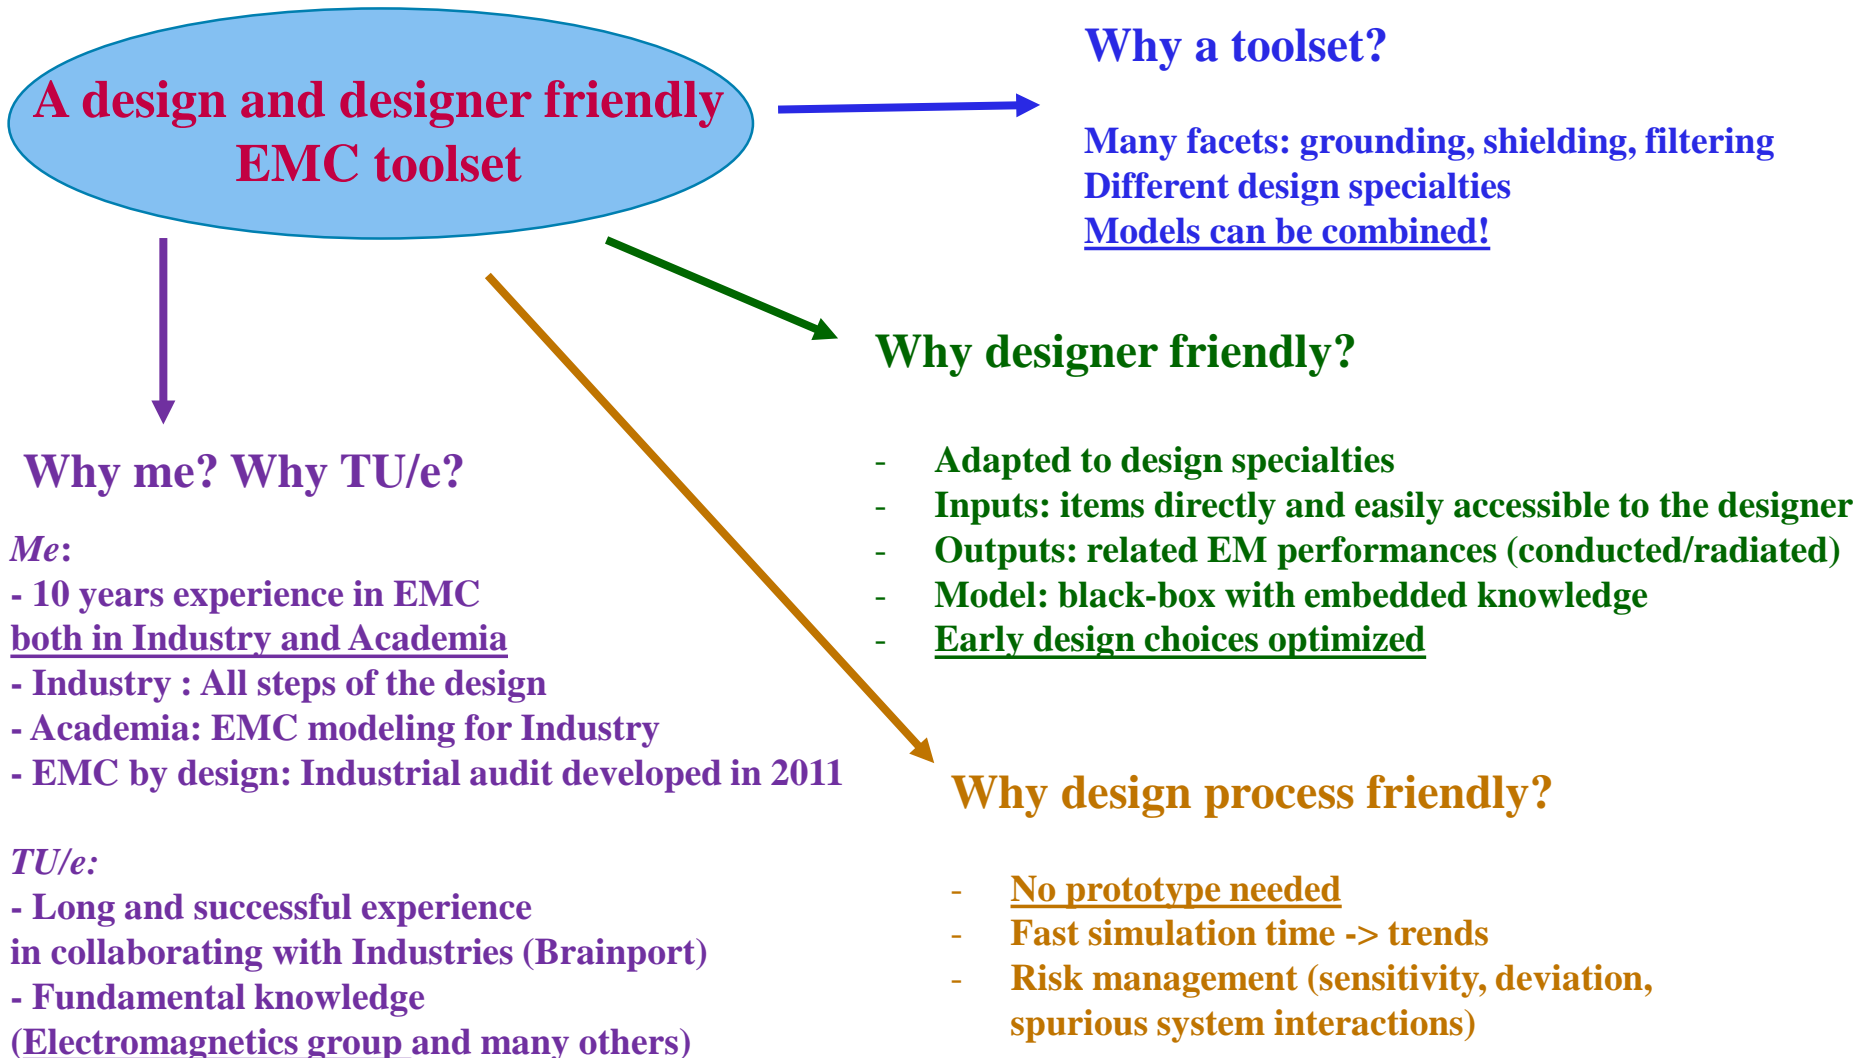 A design and designer friendly
EMC toolset
Why a toolset?
Many facets: grounding, shielding, filtering
Different design specialties
Models can be combined!
Why designer friendly?
- Adapted to design specialties
- Inputs: items directly and easily accessible to the designer
- Outputs: related EM performances (conducted/radiated)
- Model: black-box with embedded knowledge
- Early design choices optimized
Why me? Why TU/e?
Me:
- 10 years experience in EMC
both in Industry and Academia
- Industry : All steps of the design
- Academia: EMC modeling for Industry
- EMC by design: Industrial audit developed in 2011
TU/e:
- Long and successful experience
in collaborating with Industries (Brainport)
- Fundamental knowledge
(Electromagnetics group and many others)
Why design process friendly?
- No prototype needed
- Fast simulation time -> trends
- Risk management (sensitivity, deviation,
spurious system interactions)